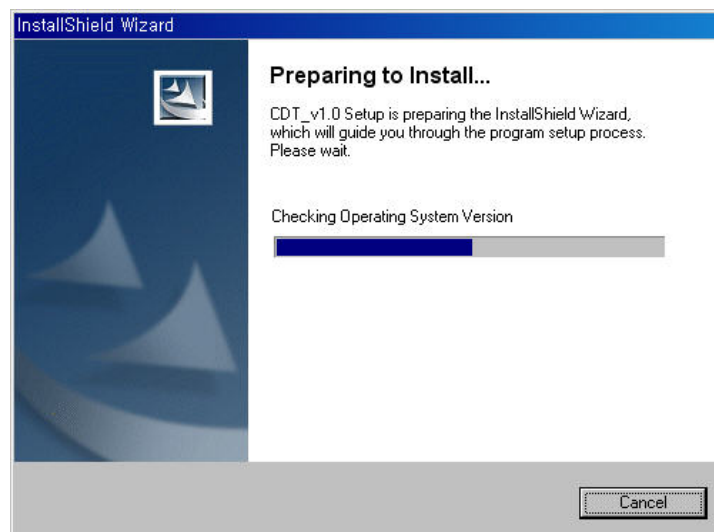 InstallShield Wizard
Preparing to Install...
CDT_v1.0 Setup is preparing the InstallShield Wizard,
which will guide you through the program setup process.
Please wait.
Checking Operating System Version
Cancel